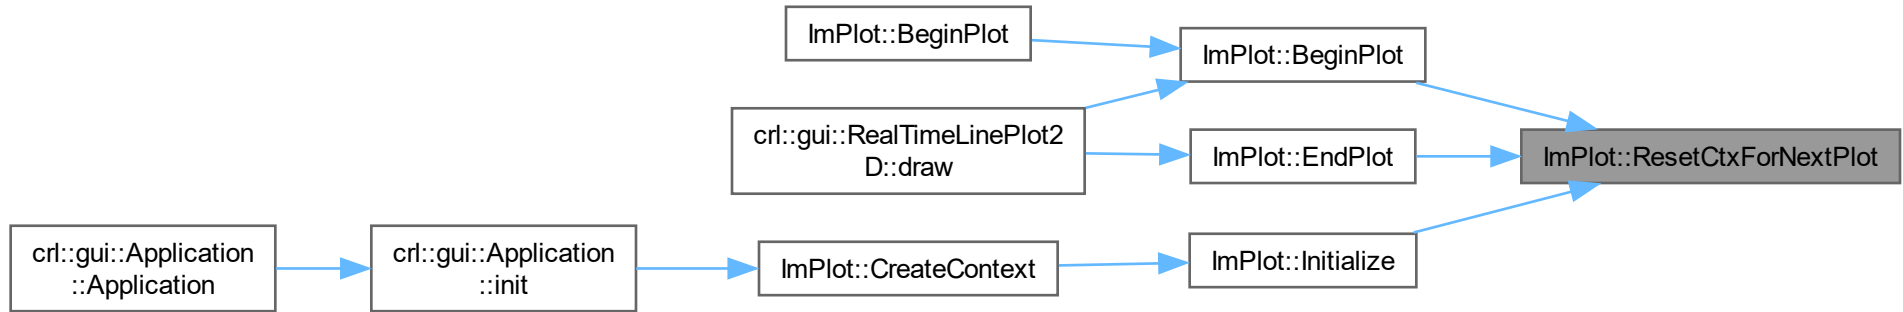 ImPlot::BeginPlot
ImPlot::BeginPlot
crl::gui::RealTimeLinePlot2
D::draw
ImPlot::EndPlot
ImPlot::ResetCtxForNextPlot
crl::gui::Application
::Application
crl::gui::Application
::init
ImPlot::CreateContext
ImPlot::Initialize